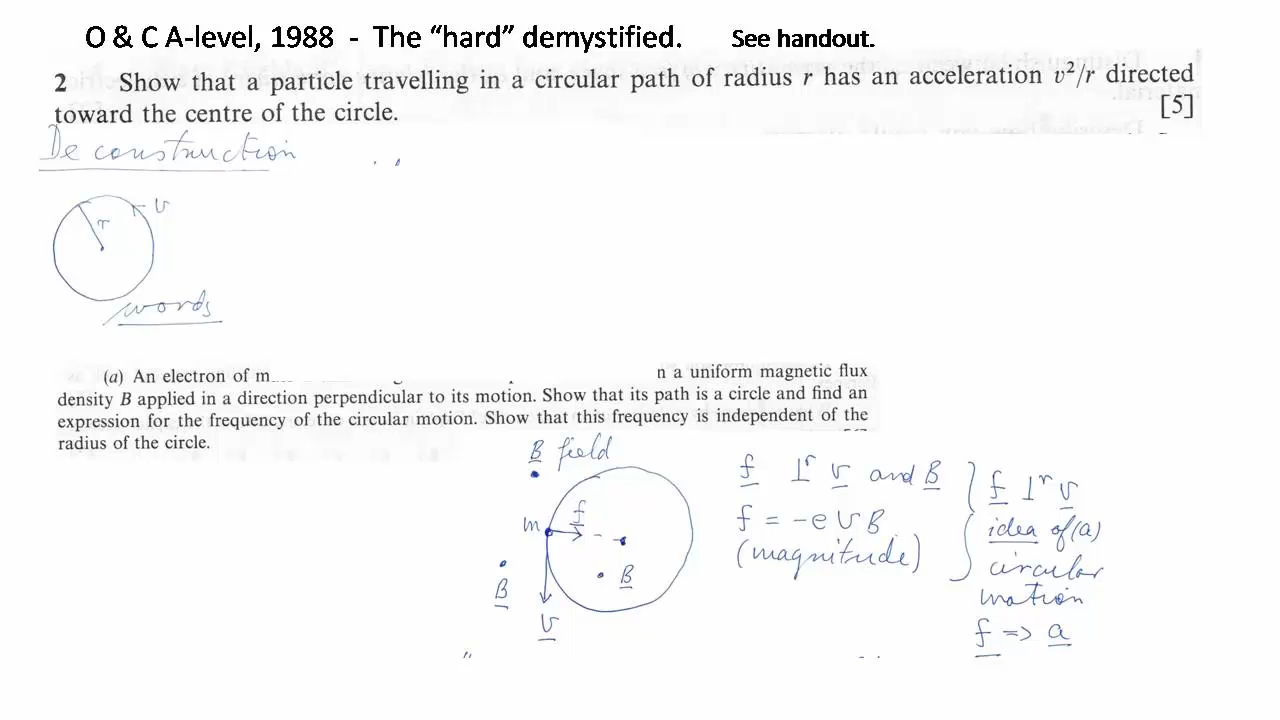 O & C A-level, 1988 - The “hard” demystified. See handout.
2 Show that a particle travelling in a circular path of radius r has an acceleration v²/r directed
toward the centre of the circle. [5]
De construction
v
r
words
(a) An electron of m
n a uniform magnetic flux
density B applied in a direction perpendicular to its motion. Show that its path is a circle and find an
expression for the frequency of the circular motion. Show that this frequency is independent of the
radius of the circle.
B field
m
f
B
B
v
f ⊥r v and B
f = -e v B
(magnitude)
f ⊥r v
idea of (a)
circular
motion
f => a